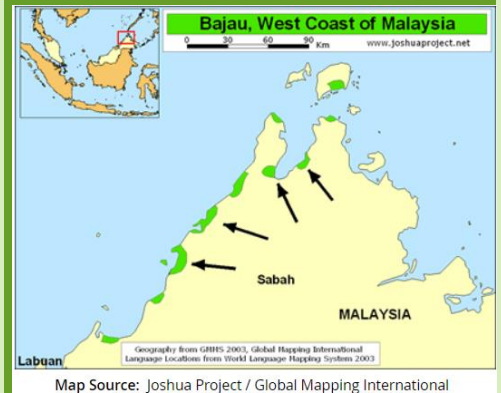 Bajau, West Coast of Malaysia
0 30 60 90 Km www.joshuaproject.net
Sabah
MALAYSIA
Geography from GMMS 2003, Global Mapping International
Language Locations from World Language Mapping System 2003
Labuan
Map Source: Joshua Project / Global Mapping International